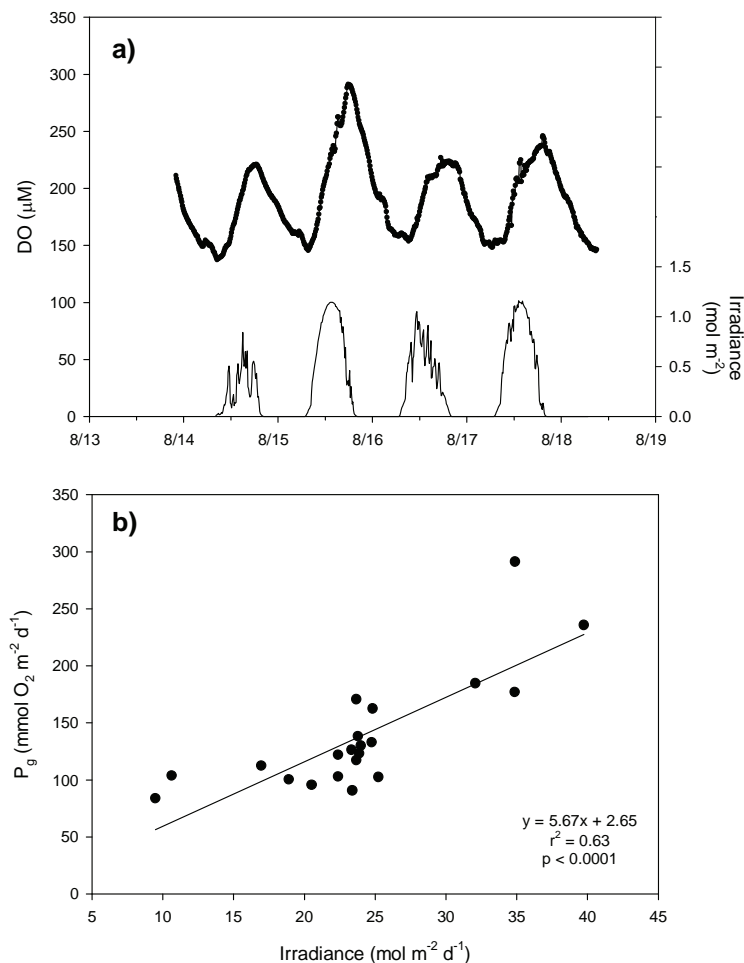 350
a)
300
250
200
150
100
50
0
DO (μM)
1.5
1.0
0.5
0.0
Irradiance
(mol m⁻²)
8/13 8/14 8/15 8/16 8/17 8/18 8/19
350
b)
300
250
200
150
100
50
0
P_g (mmol O₂ m⁻² d⁻¹)
y = 5.67x + 2.65
r² = 0.63
p < 0.0001
5 10 15 20 25 30 35 40 45
Irradiance (mol m⁻² d⁻¹)